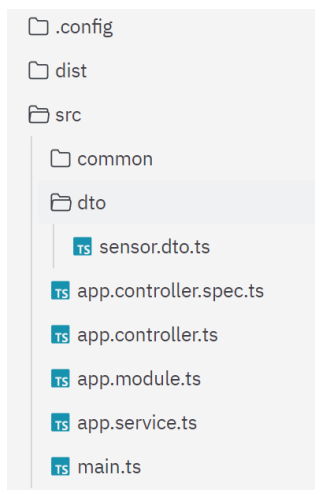 .config
dist
src
common
dto
TS sensor.dto.ts
TS app.controller.spec.ts
TS app.controller.ts
TS app.module.ts
TS app.service.ts
TS main.ts